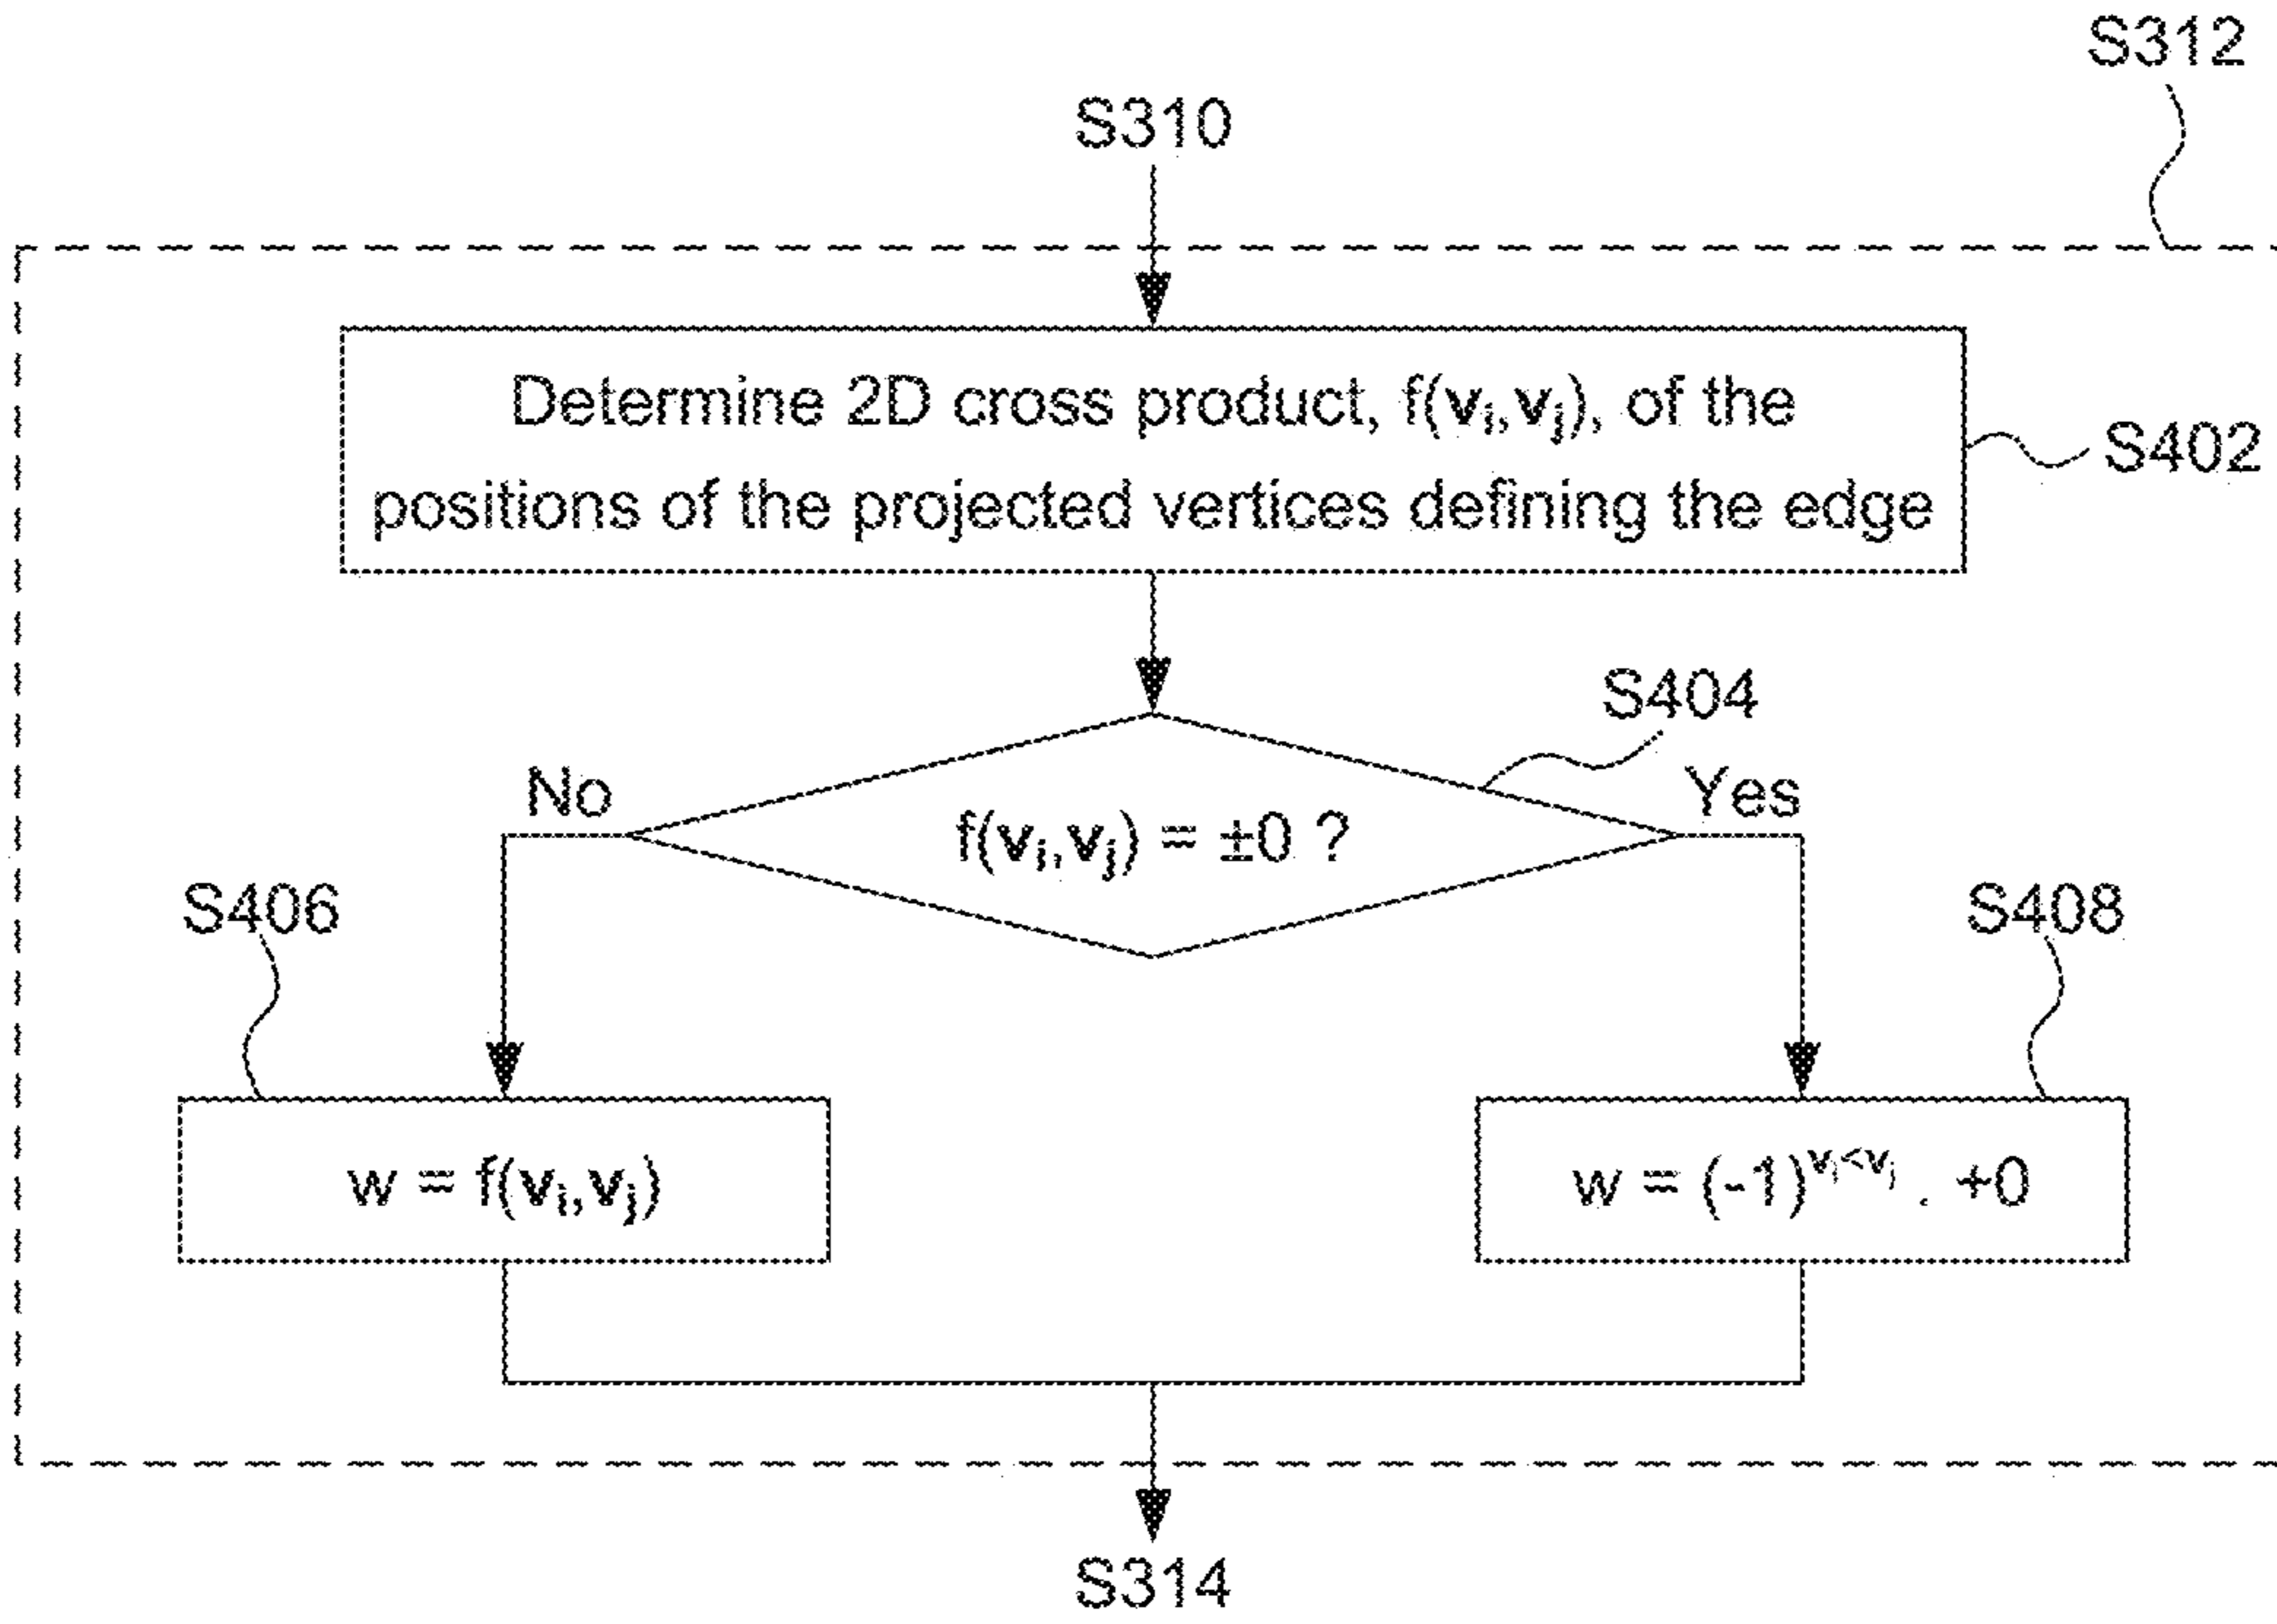 S312
S310
Determine 2D cross product, f(vᵢ,vⱼ), of the
positions of the projected vertices defining the edge
S402
S404
No
Yes
f(vᵢ,vⱼ) = ±0 ?
S406
S408
w = f(vᵢ,vⱼ)
w = (-1)^vᵢ<vⱼ . +0
S314